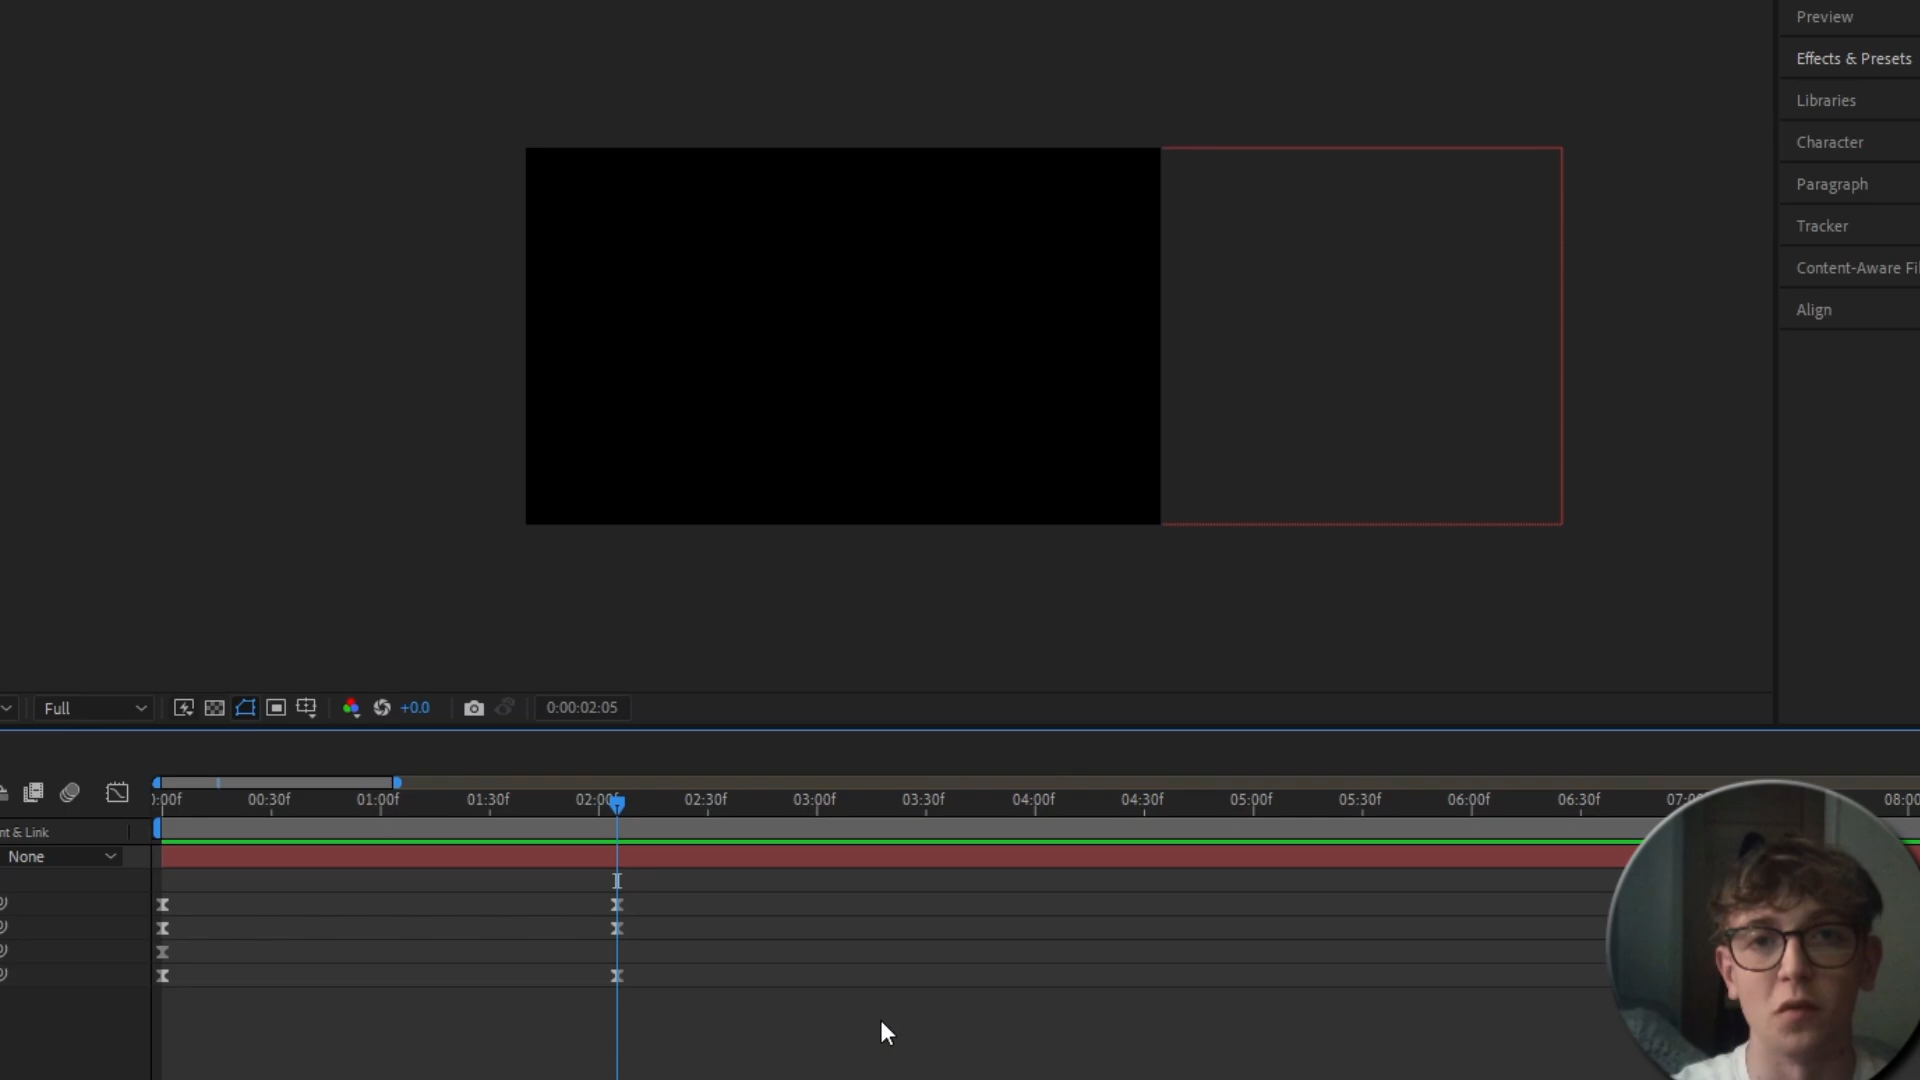 Preview
Effects & Presets
Libraries
Character
Paragraph
Tracker
Content-Aware Fil
Align
Full
+0.0
0:00:02:05
):00f 00:30f 01:00f 01:30f 02:00f 02:30f 03:00f 03:30f 04:00f 04:30f 05:00f 05:30f 06:00f 06:30f 07:00 08:00
nt & Link
None